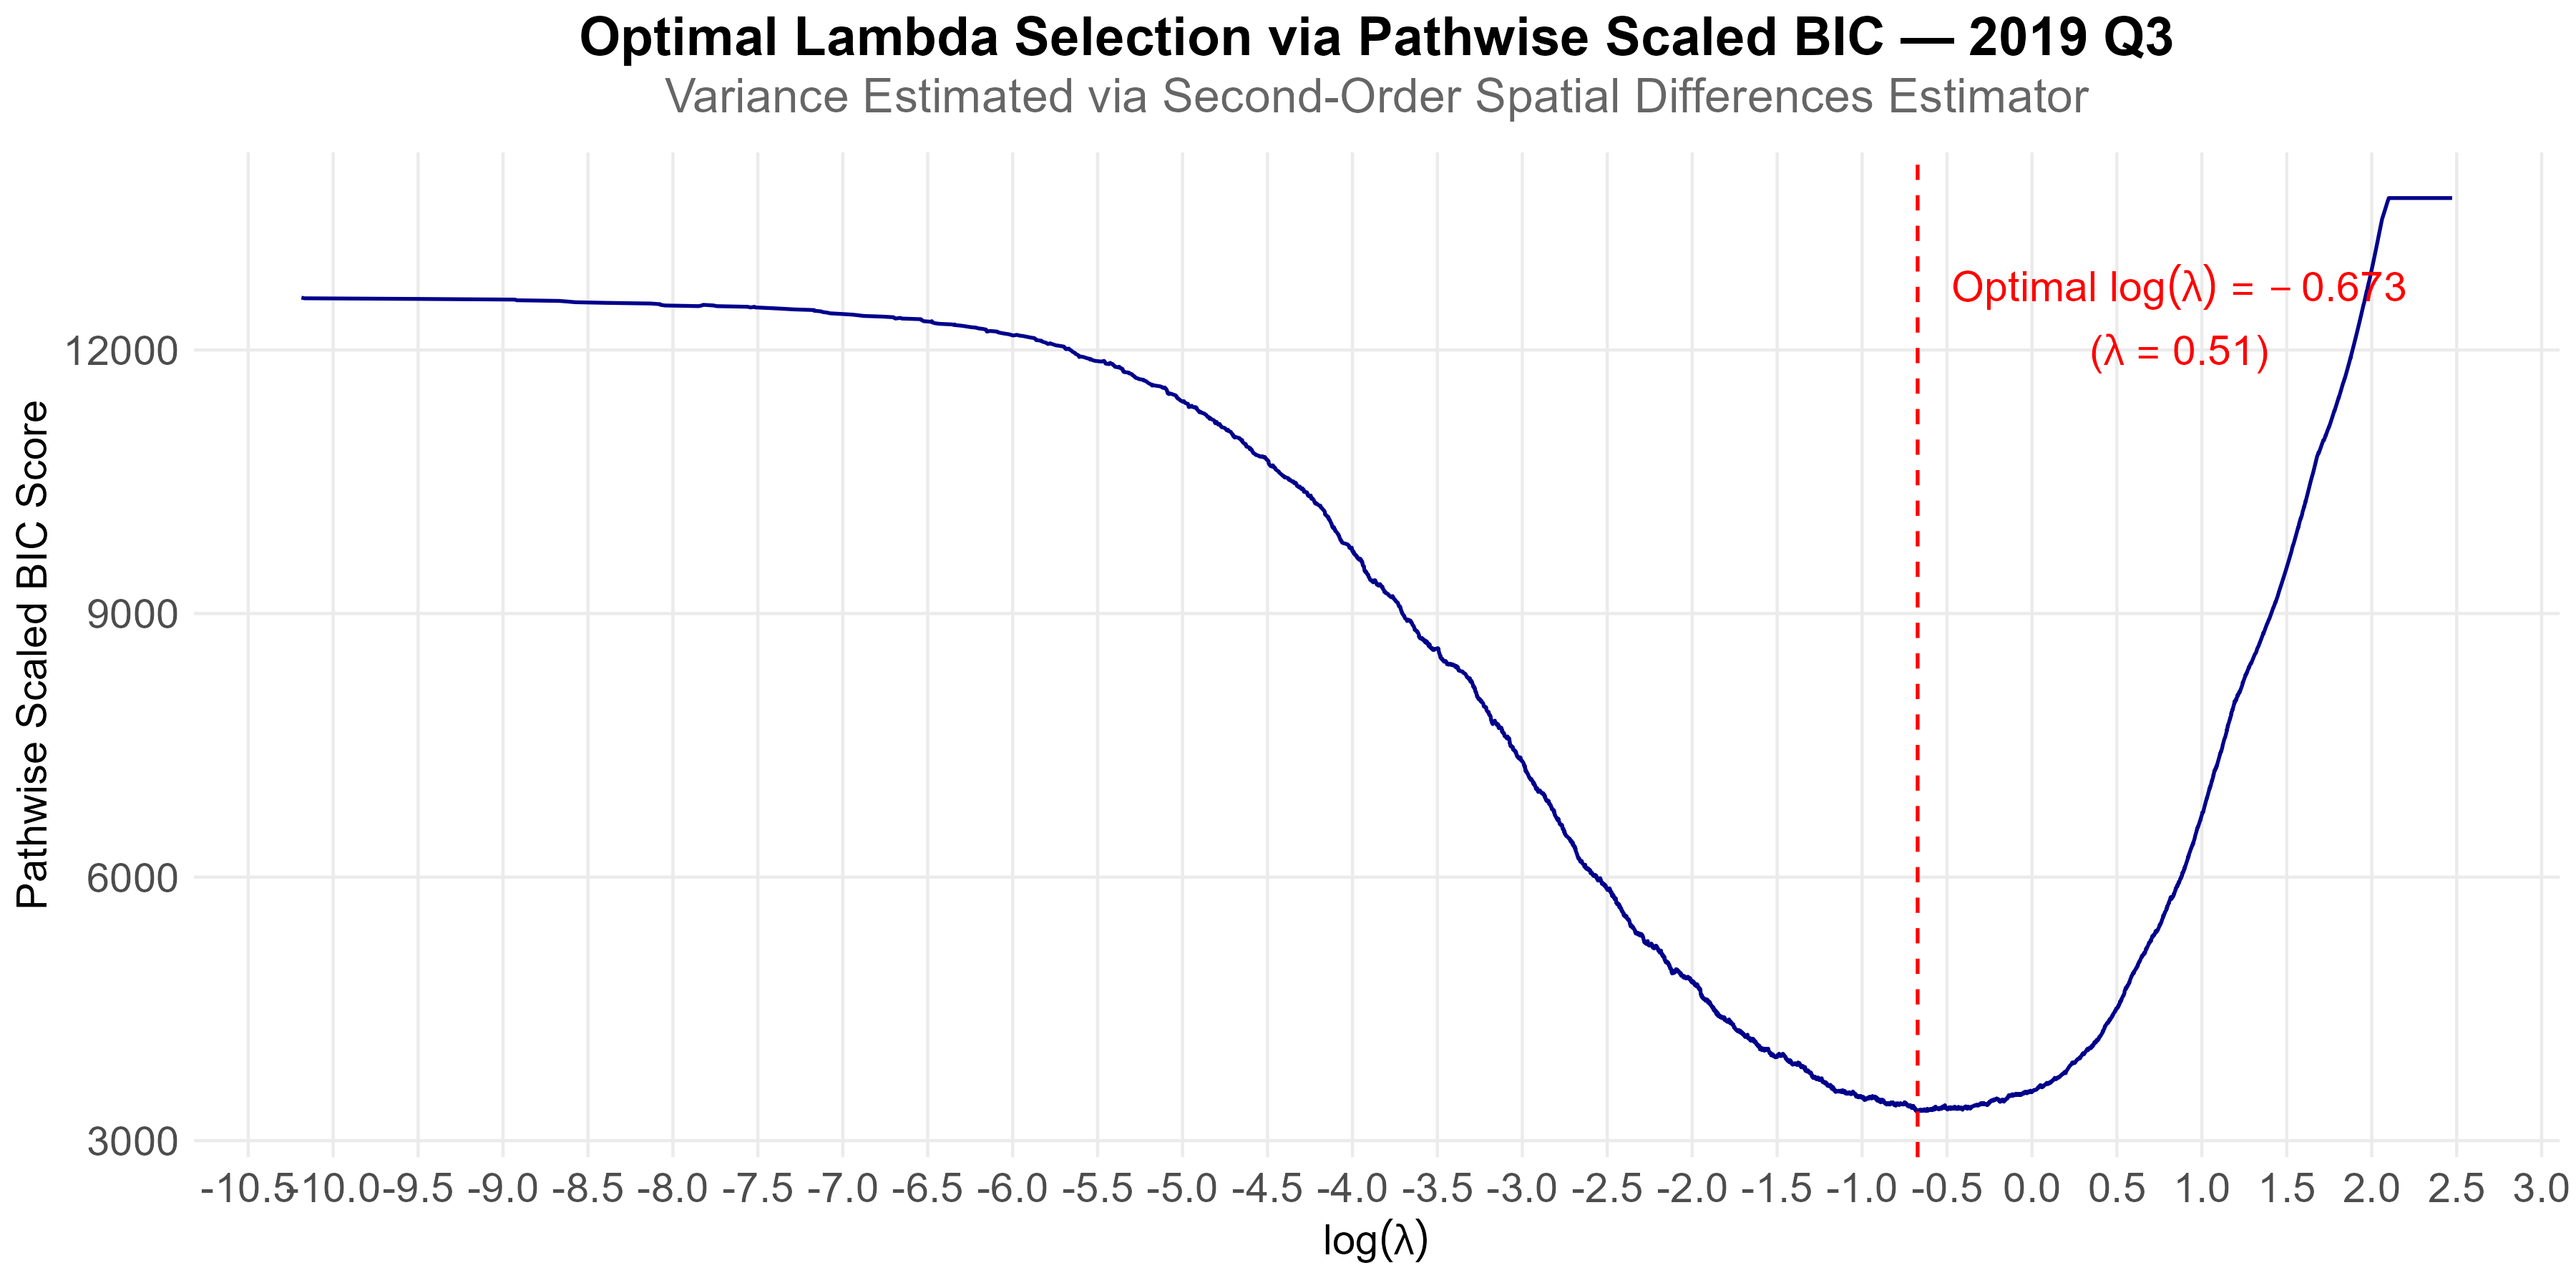 Optimal Lambda Selection via Pathwise Scaled BIC — 2019 Q3
Variance Estimated via Second-Order Spatial Differences Estimator
Optimal log(λ) = – 0.673
(λ = 0.51)
Pathwise Scaled BIC Score
12000
9000
6000
3000
-10.5 -10.0 -9.5 -9.0 -8.5 -8.0 -7.5 -7.0 -6.5 -6.0 -5.5 -5.0 -4.5 -4.0 -3.5 -3.0 -2.5 -2.0 -1.5 -1.0 -0.5 0.0 0.5 1.0 1.5 2.0 2.5 3.0
log(λ)